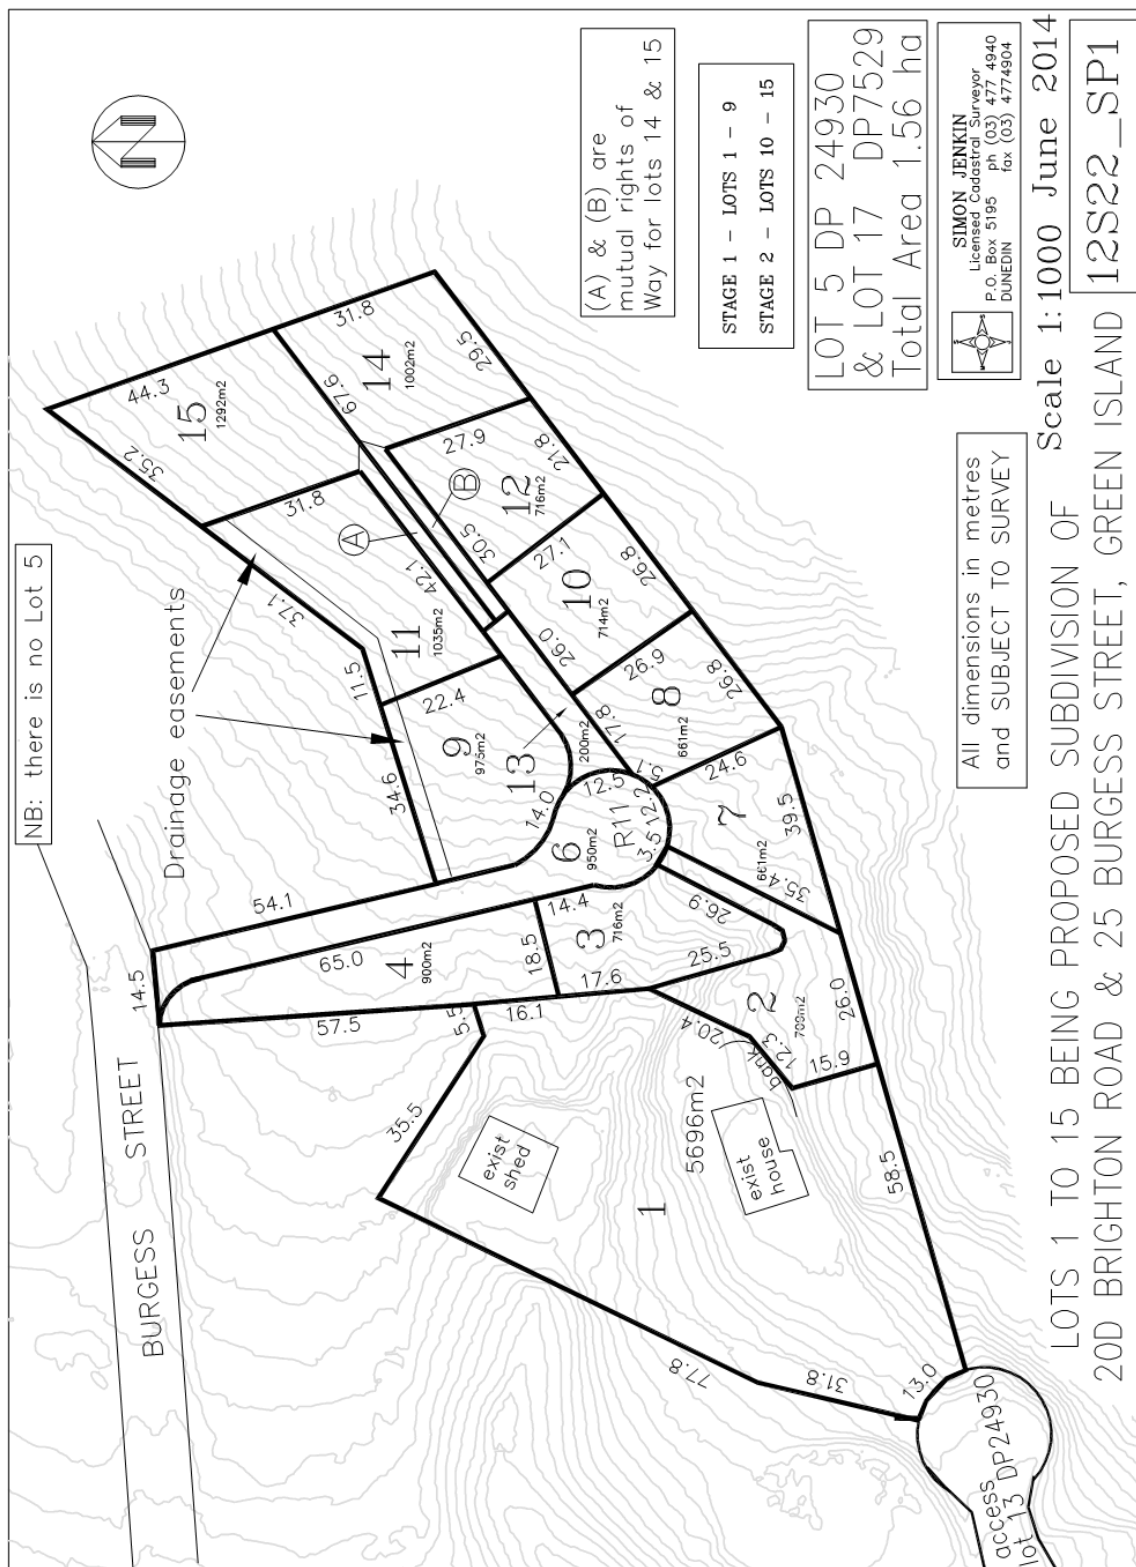 NB: there is no Lot 5
Drainage easements
BURGESS STREET
(A) & (B) are
mutual rights of
Way for lots 14 & 15
STAGE 1 - LOTS 1 - 9
STAGE 2 - LOTS 10 - 15
LOT 5 DP 24930
& LOT 17 DP7529
Total Area 1.56 ha
SIMON JENKIN
Licensed Cadastral Surveyor
P.O. Box 5195 ph (03) 477 4940
DUNEDIN fax (03) 4774904
All dimensions in metres
and SUBJECT TO SURVEY
Scale 1:1000 June 2014
LOTS 1 TO 15 BEING PROPOSED SUBDIVISION OF
20D BRIGHTON ROAD & 25 BURGESS STREET, GREEN ISLAND
12S22_SP1
N
15
1292m2
44.3
35.2
31.8
14
1002m2
31.8
67.6
29.5
12
716m2
27.9
21.8
30.5
A
B
11
1035m2
37.1
11.5
42.1
22.4
10
714m2
27.1
26.8
26.0
26.9
9
975m2
34.6
14.0
13
200m2
17.8
8
661m2
26.8
5.1
24.6
7
661m2
39.5
35.4
12.2
12.5
R11
3.5
6
950m2
54.1
14.5
4
900m2
65.0
57.5
18.5
3
716m2
14.4
17.6
26.9
25.5
2
26.0
15.9
12.3
20.4
bank
16.1
5.5
35.5
1
5696m2
exist
shed
exist
house
58.5
77.8
31.8
13.0
access
lot 13 DP24930